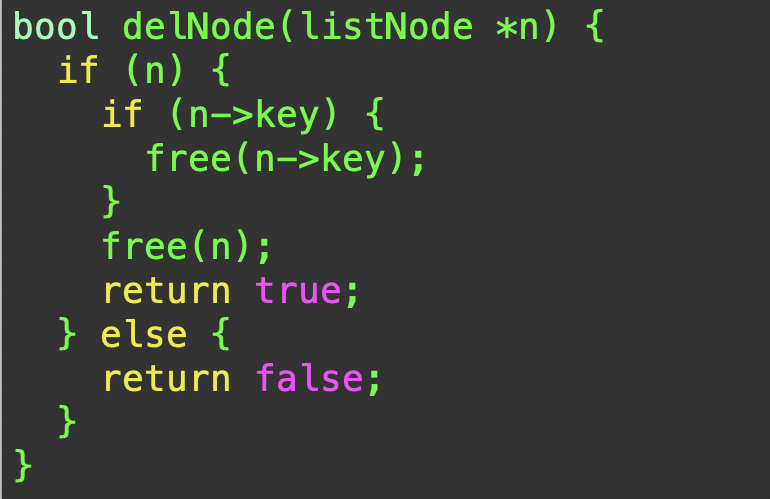 bool delNode(listNode *n) {
  if (n) {
    if (n->key) {
      free(n->key);
    }
    free(n);
    return true;
  } else {
    return false;
  }
}